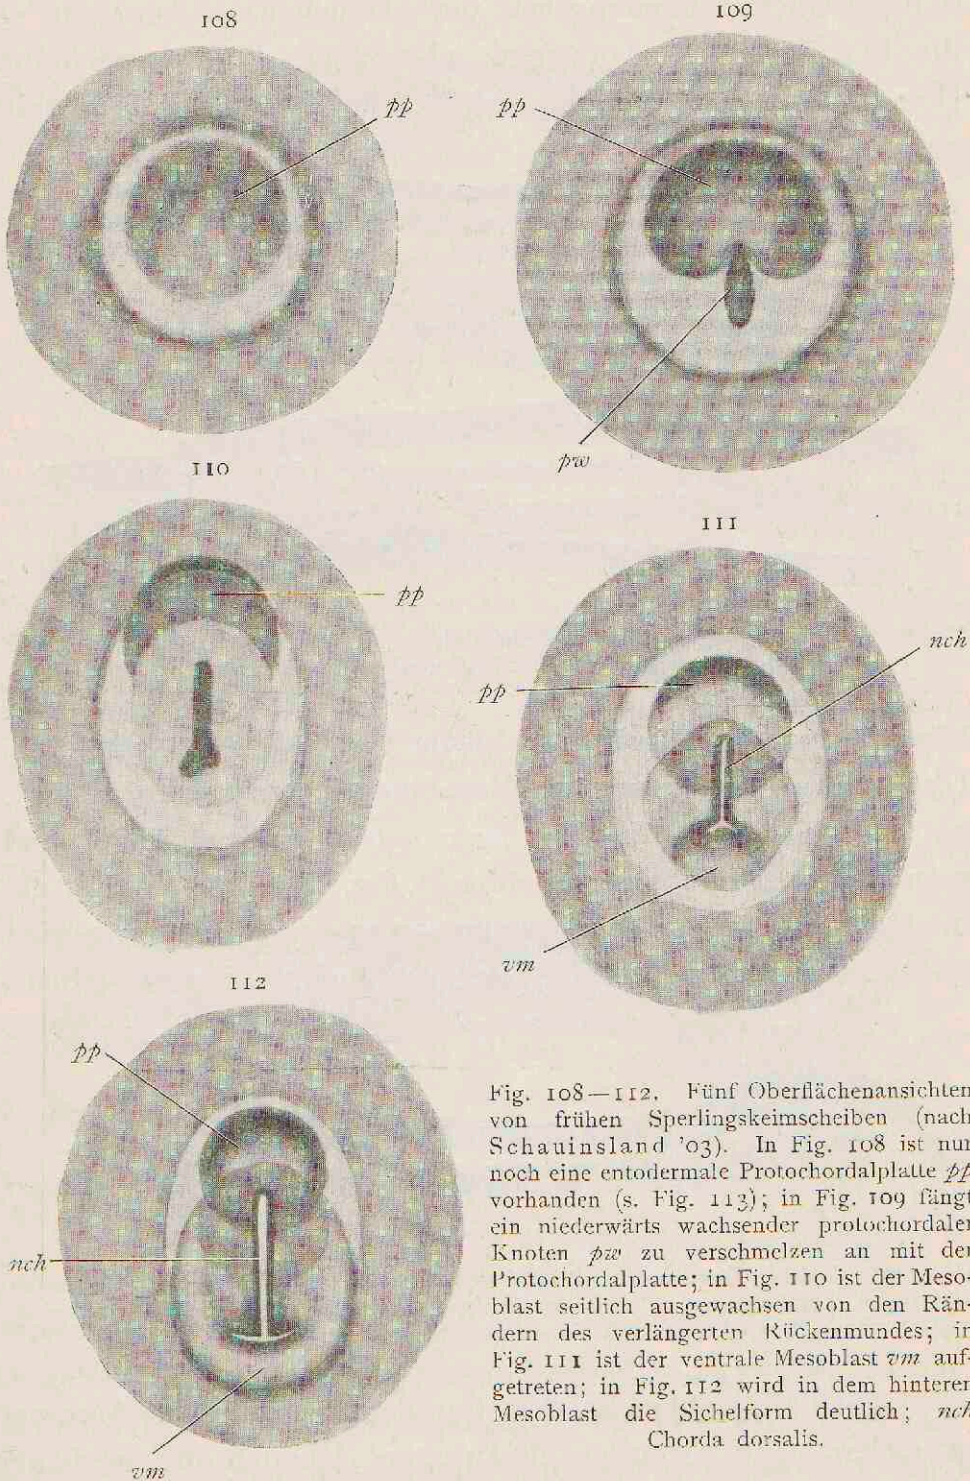 108
109
pp
pp
pw
110
111
pp
nch
pp
vm
112
pp
nch
vm
Fig. 108—112. Fünf Oberflächenansichten
von frühen Sperlingskeimscheiben (nach
Schauinsland '03). In Fig. 108 ist nur
noch eine entodermale Protochordalplatte pp
vorhanden (s. Fig. 113); in Fig. 109 fängt
ein niederwärts wachsender protochordaler
Knoten pw zu verschmelzen an mit der
Protochordalplatte; in Fig. 110 ist der Meso-
blast seitlich ausgewachsen von den Rän-
dern des verlängerten Rückenmundes; in
Fig. 111 ist der ventrale Mesoblast vm auf-
getreten; in Fig. 112 wird in dem hinteren
Mesoblast die Sichelform deutlich; nch
Chorda dorsalis.